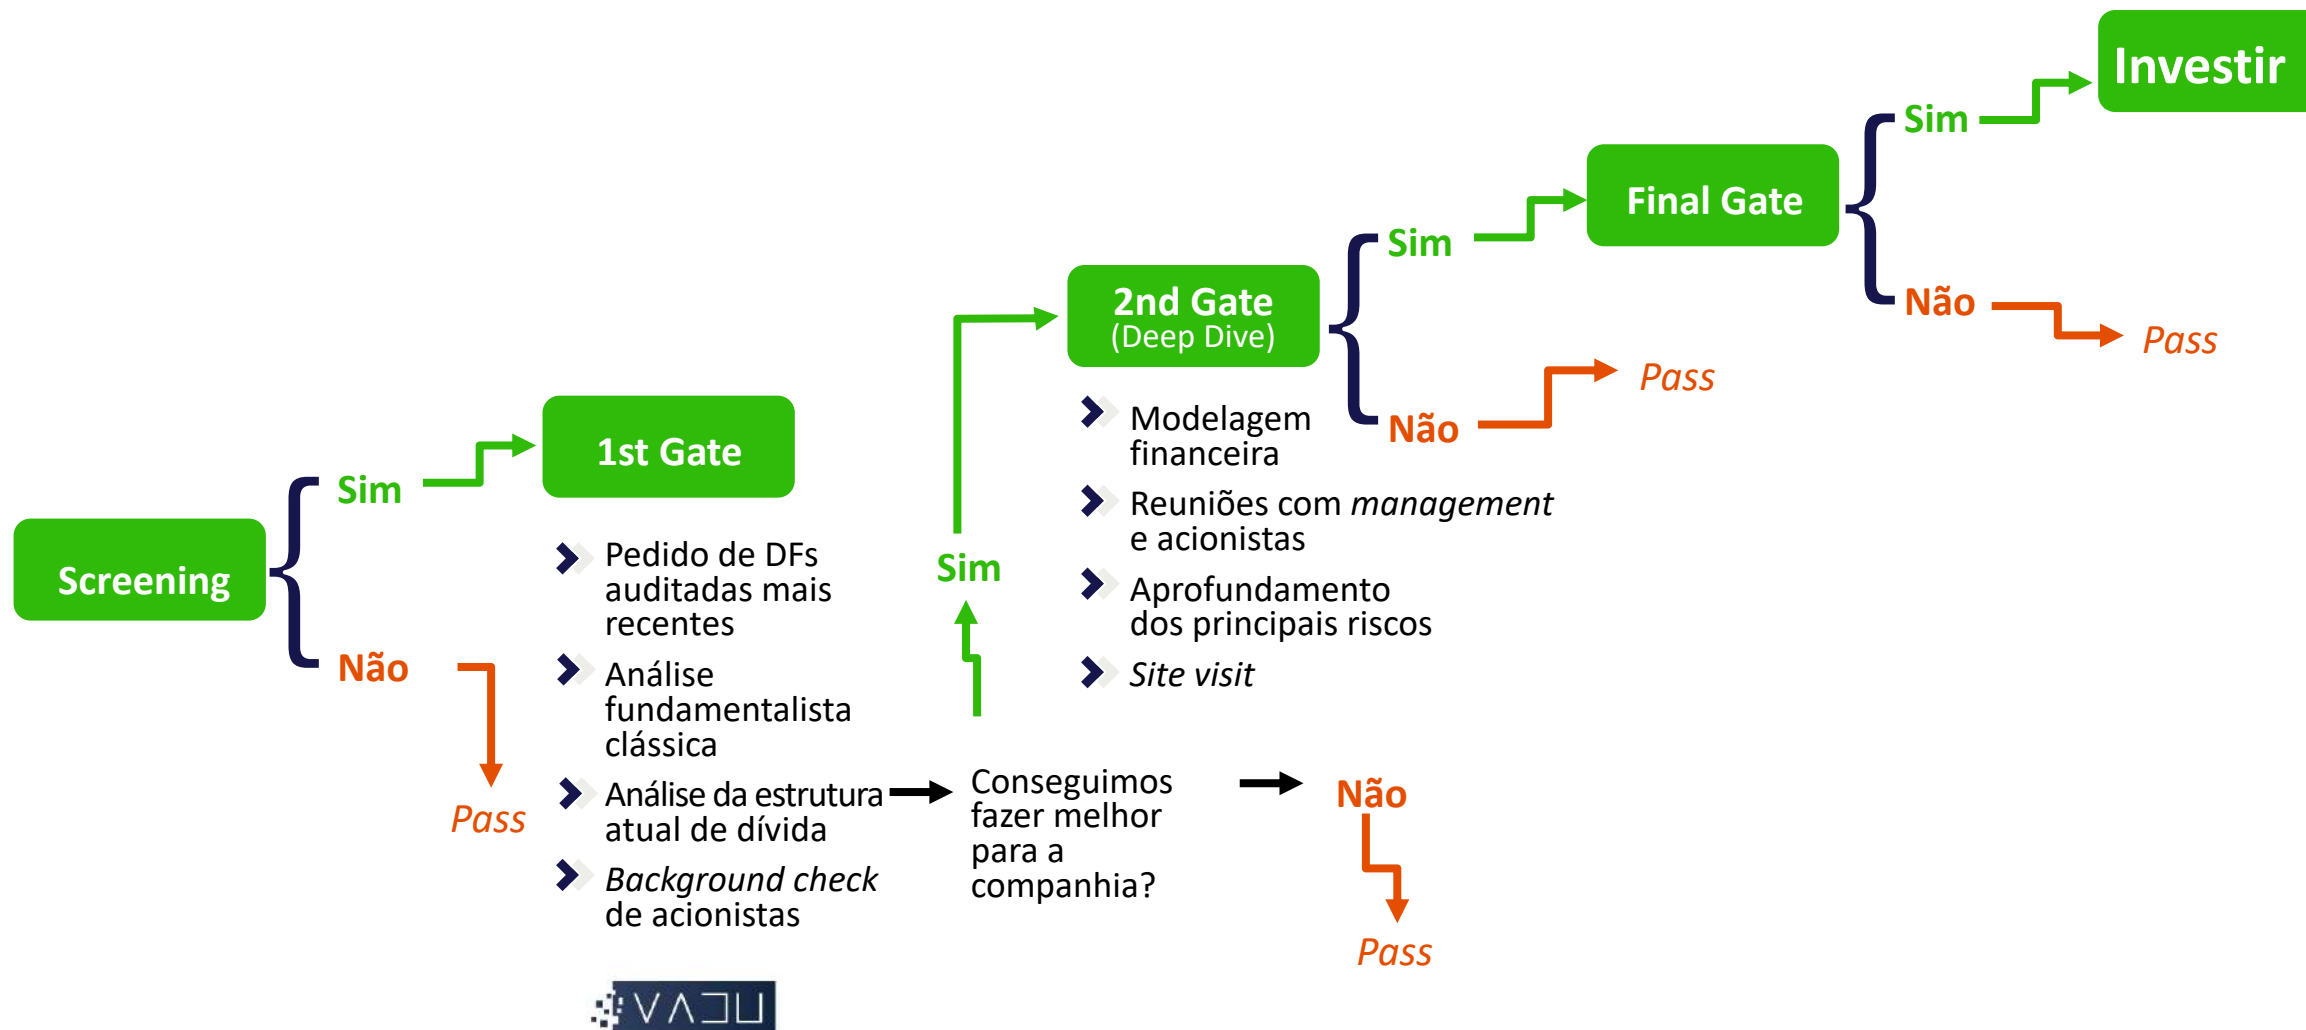 Screening
Sim
Não
Pass
1st Gate
Pedido de DFs
auditadas mais
recentes
Análise
fundamentalista
clássica
Análise da estrutura
atual de dívida
Background check
de acionistas
VADU
Conseguimos
fazer melhor
para a
companhia?
Sim
Não
Pass
2nd Gate
(Deep Dive)
Modelagem
financeira
Reuniões com management
e acionistas
Aprofundamento
dos principais riscos
Site visit
Sim
Não
Pass
Final Gate
Sim
Não
Pass
Investir